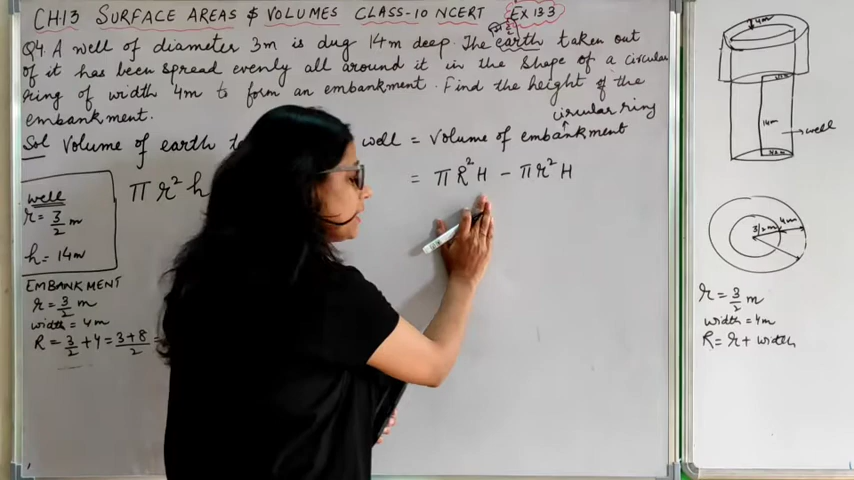 CH:13 SURFACE AREAS & VOLUMES CLASS-10 NCERT Ex 13.3
Q4 A well of diameter 3m is dug 14m deep. The earth taken out
of it has been spread evenly all around it in the shape of a circular
ring of width 4m to form an embankment. Find the height of the
embankment.
circular ring
Sol Volume of earth well = Volume of embankment
π r² h = π R² H - π r² H
well
r = 3/2 m
h = 14m
EMBANKMENT
r = 3/2 m
width = 4m
R = 3/2 + 4 = 3+8/2 =
4m
14m
well
3/2 m 4m
r = 3/2 m
width = 4m
R = r + width